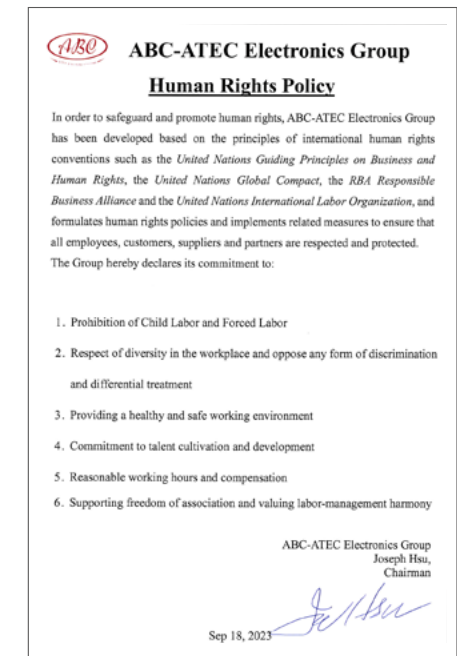 ABC
ABC-ATEC Electronics Group
Human Rights Policy
In order to safeguard and promote human rights, ABC-ATEC Electronics Group
has been developed based on the principles of international human rights
conventions such as the United Nations Guiding Principles on Business and
Human Rights, the United Nations Global Compact, the RBA Responsible
Business Alliance and the United Nations International Labor Organization, and
formulates human rights policies and implements related measures to ensure that
all employees, customers, suppliers and partners are respected and protected.
The Group hereby declares its commitment to:
1. Prohibition of Child Labor and Forced Labor
2. Respect of diversity in the workplace and oppose any form of discrimination
and differential treatment
3. Providing a healthy and safe working environment
4. Commitment to talent cultivation and development
5. Reasonable working hours and compensation
6. Supporting freedom of association and valuing labor-management harmony
ABC-ATEC Electronics Group
Joseph Hsu,
Chairman
Sep 18, 2023